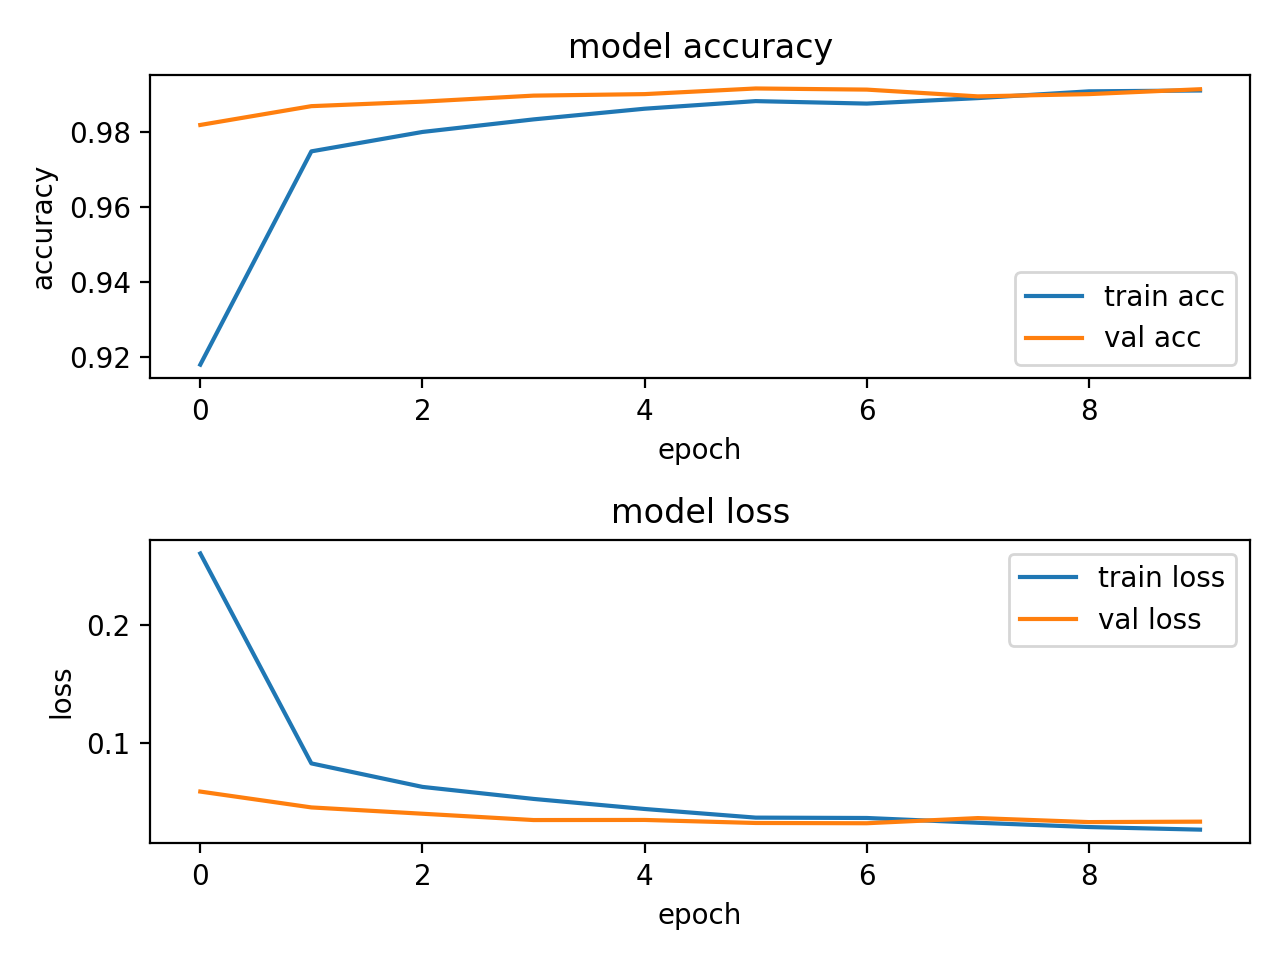 model accuracy
accuracy
0.98
0.96
0.94
0.92
train acc
val acc
0 2 4 6 8
epoch
model loss
loss
0.2
0.1
train loss
val loss
0 2 4 6 8
epoch